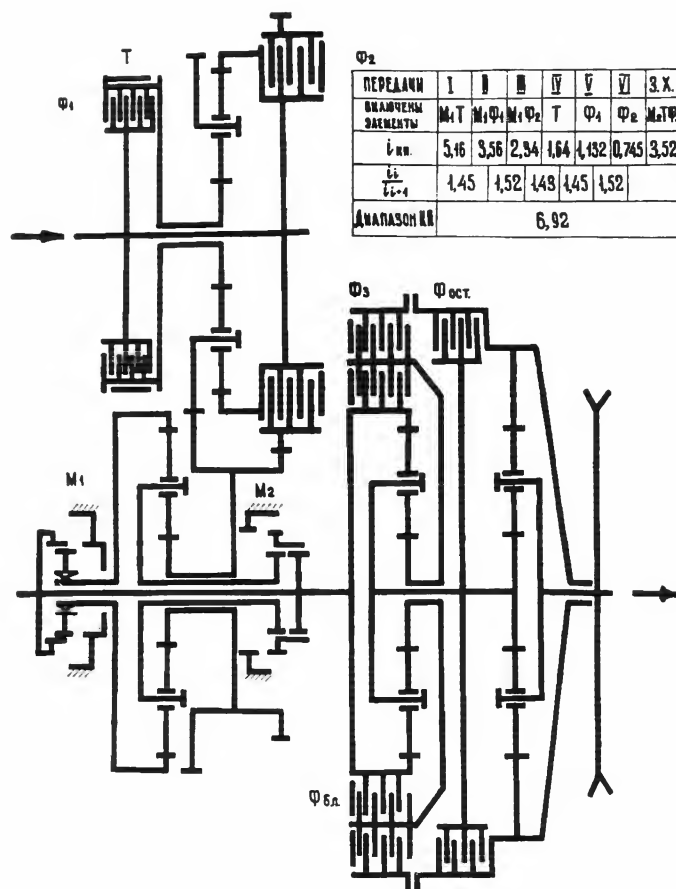 T
Ф₁
Ф₂
ПЕРЕДАЧИ I II III IV V VI З.Х.
ВКЛЮЧЕНЫ ЭЛЕМЕНТЫ М₁Т М₁Ф₁ М₁Ф₂ Т Ф₁ Ф₂ М₂ТФ
i кп. 5,16 3,56 2,34 1,64 1,132 0,745 3,52
iᵢ/iᵢ₊₁ 1,45 1,52 1,43 1,45 1,52
ДИАПАЗОН КП 6,92
Ф₃
Ф ОСТ.
М1
М2
Ф бл.